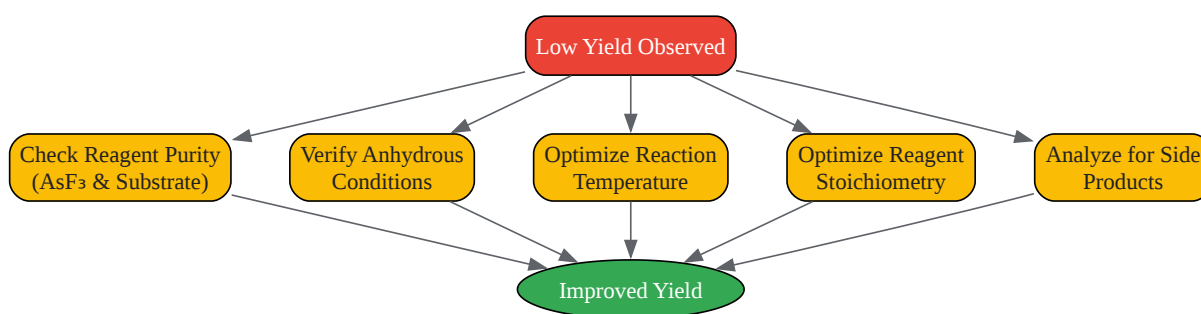 Low Yield Observed
Check Reagent Purity
(AsF₃ & Substrate)
Verify Anhydrous
Conditions
Optimize Reaction
Temperature
Optimize Reagent
Stoichiometry
Analyze for Side
Products
Improved Yield